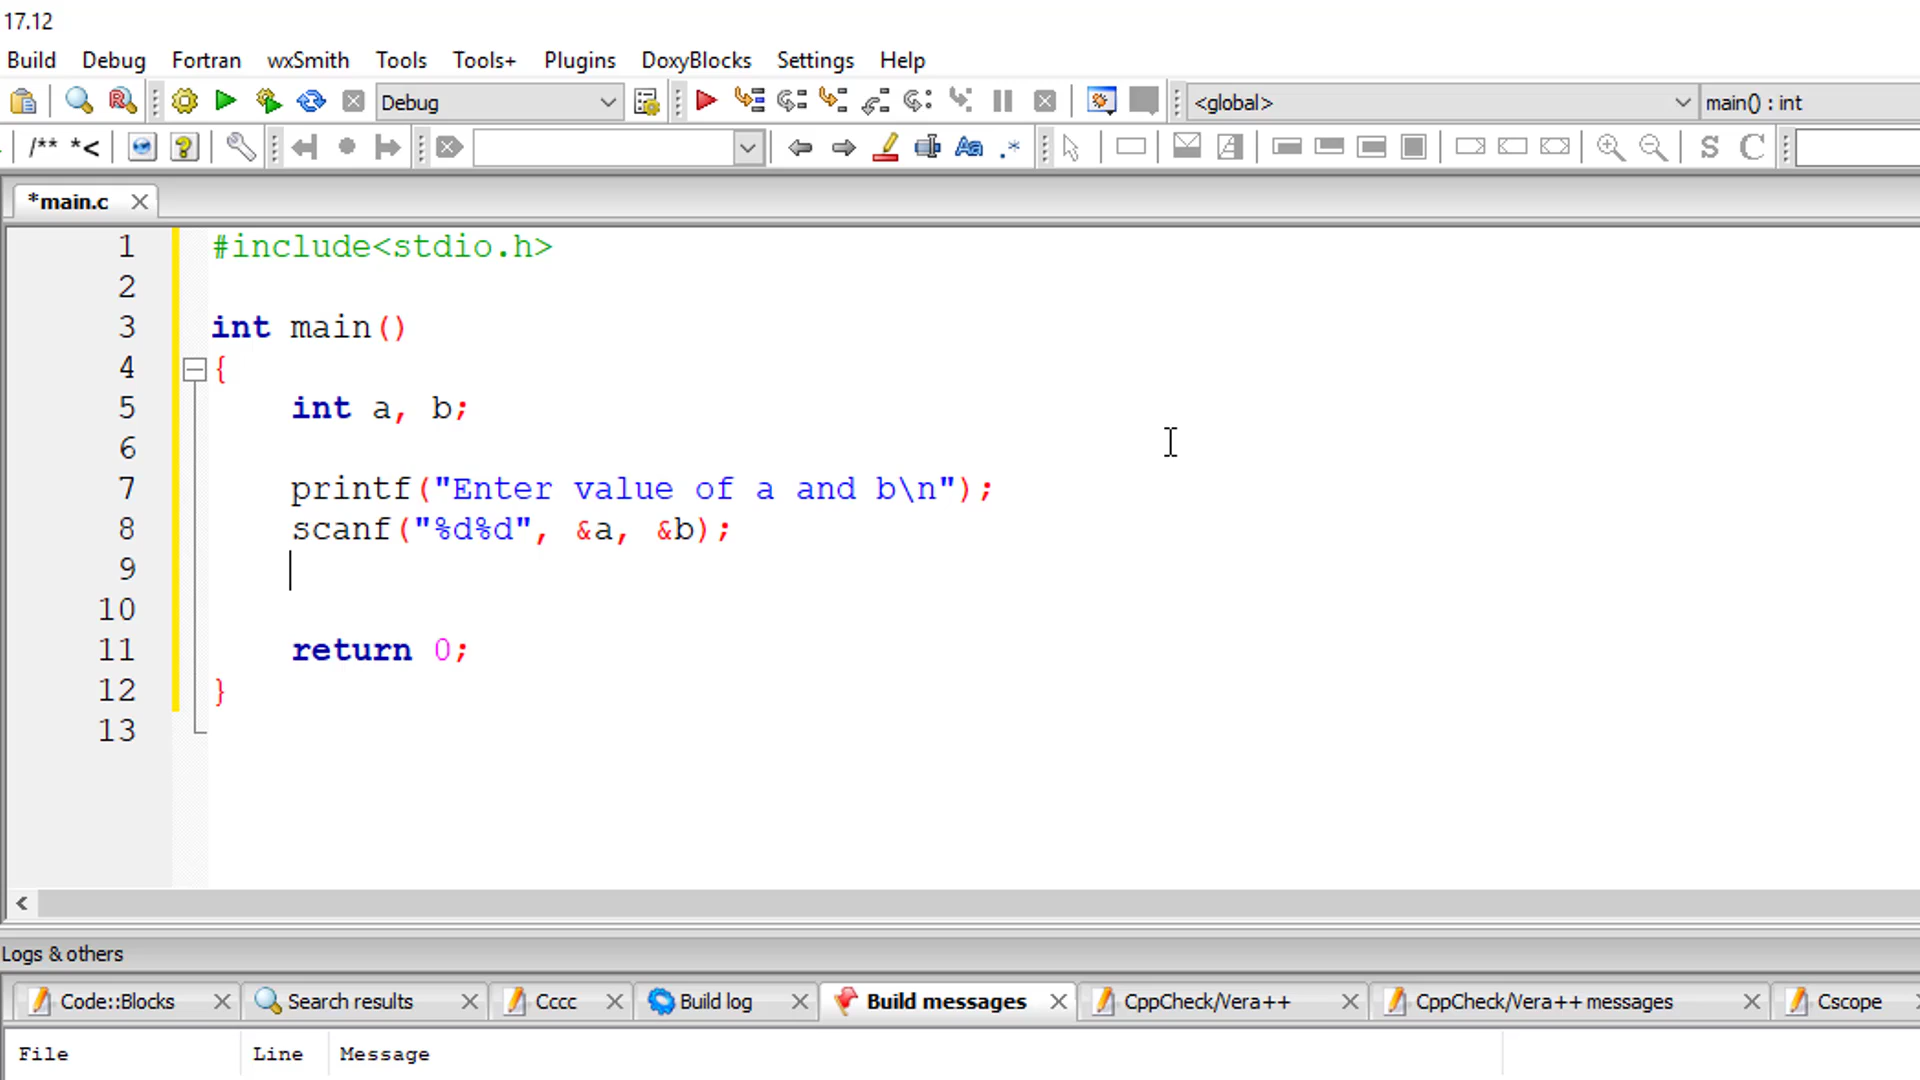 17.12
Build Debug Fortran wxSmith Tools Tools+ Plugins DoxyBlocks Settings Help
Debug <global> main() : int
/** *< Aa .* S C
*main.c
1 #include<stdio.h>
2
3 int main()
4 {
5 int a, b;
6
7 printf("Enter value of a and b\n");
8 scanf("%d%d", &a, &b);
9
10
11 return 0;
12 }
13
Logs & others
Code::Blocks Search results Cccc Build log Build messages CppCheck/Vera++ CppCheck/Vera++ messages Cscope
File Line Message